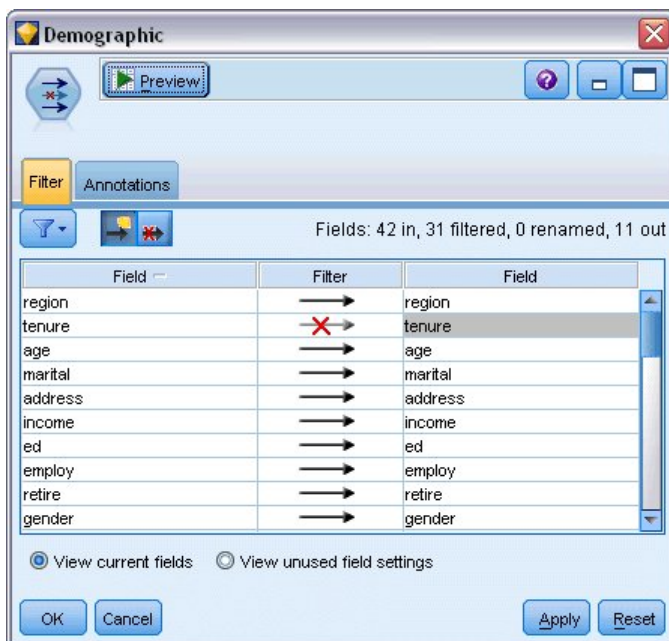 Demographic
Preview
Filter Annotations
Fields: 42 in, 31 filtered, 0 renamed, 11 out
Field Filter Field
region region
tenure tenure
age age
marital marital
address address
income income
ed ed
employ employ
retire retire
gender gender
View current fields View unused field settings
OK Cancel Apply Reset